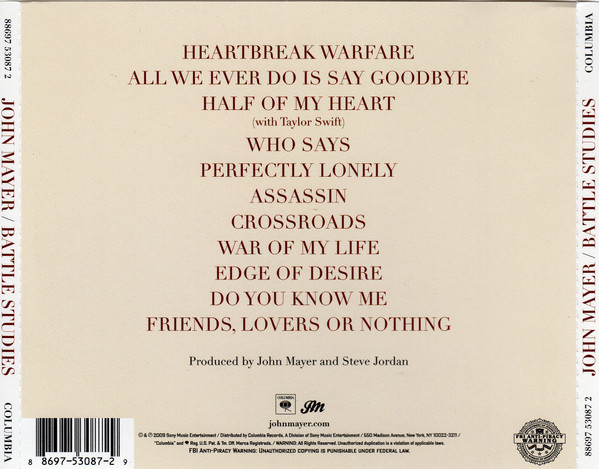 88697 53087 2
JOHN MAYER / BATTLE STUDIES
COLUMBIA
HEARTBREAK WARFARE
ALL WE EVER DO IS SAY GOODBYE
HALF OF MY HEART
(with Taylor Swift)
WHO SAYS
PERFECTLY LONELY
ASSASSIN
CROSSROADS
WAR OF MY LIFE
EDGE OF DESIRE
DO YOU KNOW ME
FRIENDS, LOVERS OR NOTHING
Produced by John Mayer and Steve Jordan
COLUMBIA
JM
johnmayer.com
© & ℗ 2009 Sony Music Entertainment / Distributed by Columbia Records, A Division of Sony Music Entertainment / 550 Madison Avenue, New York, NY 10022-3211 /
"Columbia" and Reg. U.S. Pat. & Tm. Off. Marca Registrada. / WARNING: All Rights Reserved. Unauthorized duplication is a violation of applicable laws.
FBI Anti-Piracy Warning: Unauthorized copying is punishable under federal law.
8 88697-53087-2 9
FBI ANTI-PIRACY
WARNING
COLUMBIA
JOHN MAYER / BATTLE STUDIES
88697 53087 2